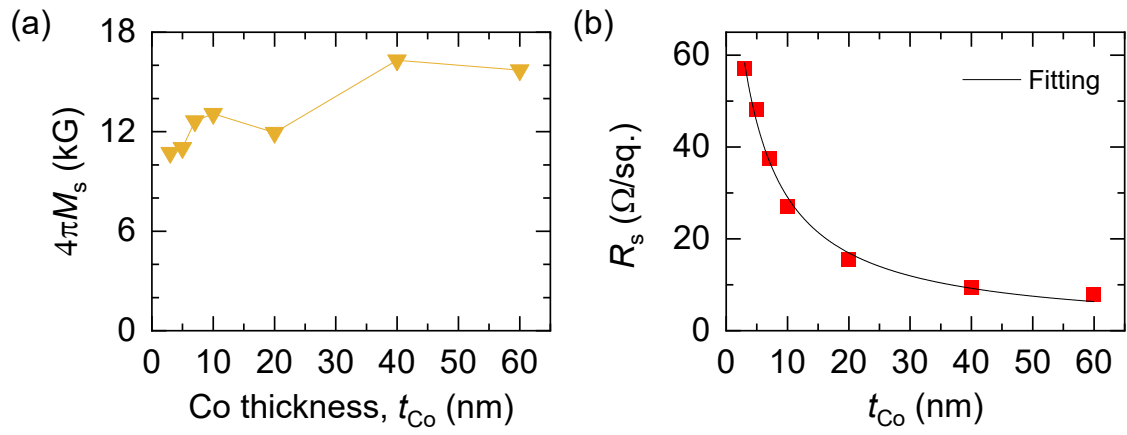 (a)
18
12
6
0
4πMs (kG)
0 10 20 30 40 50 60
Co thickness, tCo (nm)
(b)
60
40
20
0
Rs (Ω/sq.)
Fitting
0 10 20 30 40 50 60
tCo (nm)